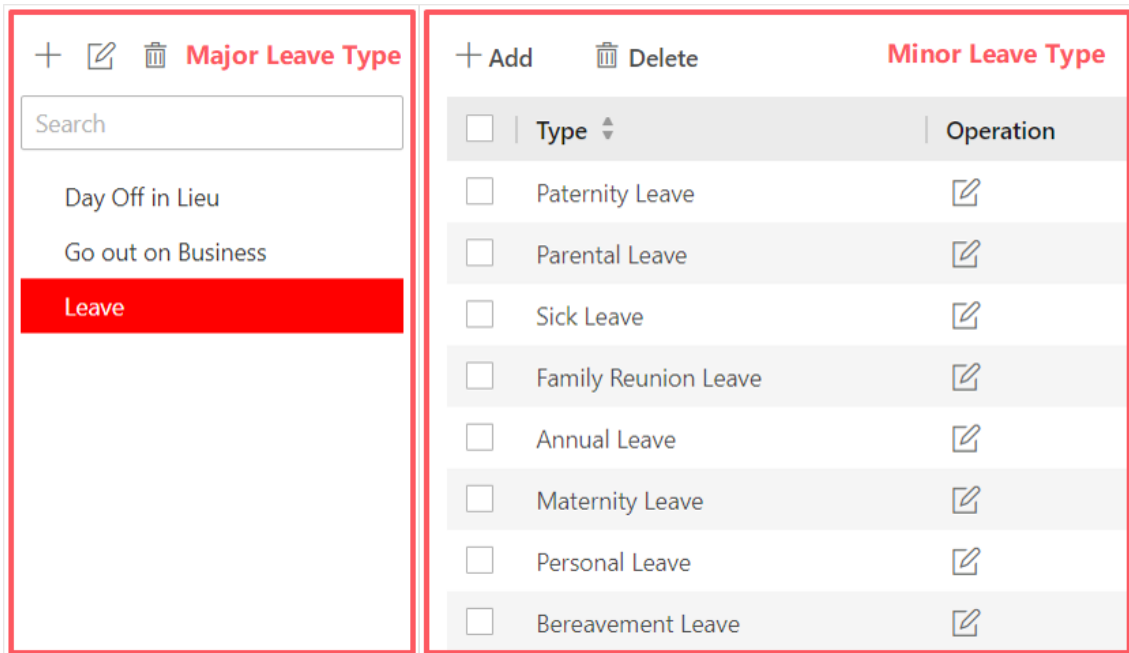 Major Leave Type
Search
Day Off in Lieu
Go out on Business
Leave
Add Delete Minor Leave Type
Type Operation
Paternity Leave
Parental Leave
Sick Leave
Family Reunion Leave
Annual Leave
Maternity Leave
Personal Leave
Bereavement Leave